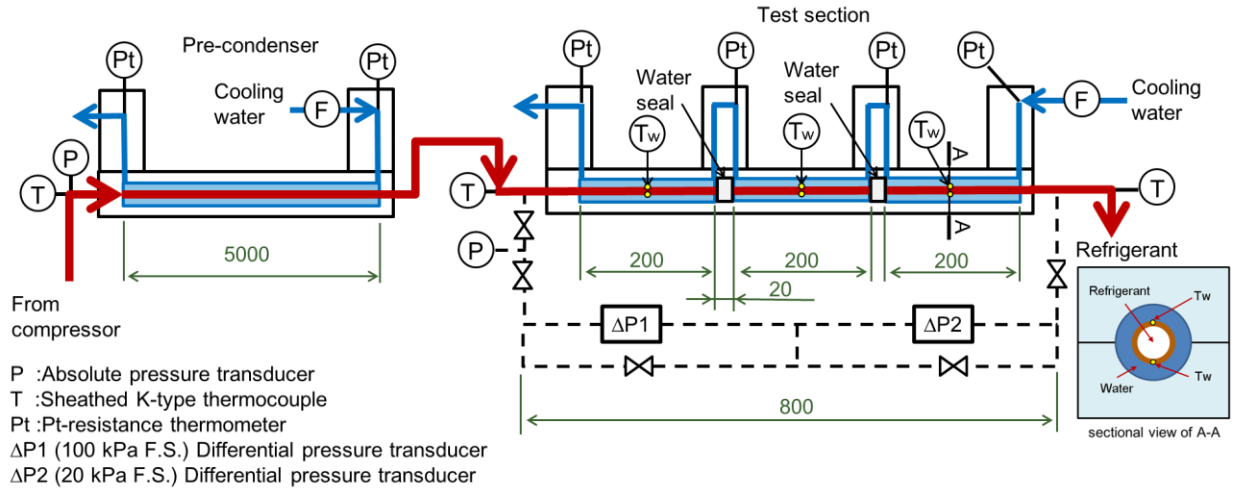 Pre-condenser
Test section
Pt
Pt
Cooling
water
F
P
T
From
compressor
5000
Pt
Pt
Pt
Pt
Water
seal
Water
seal
F
Cooling
water
Tw
Tw
Tw
A
A
T
T
P
200
200
200
20
ΔP1
ΔP2
800
Refrigerant
Refrigerant
Tw
Water
Tw
sectional view of A-A
P :Absolute pressure transducer
T :Sheathed K-type thermocouple
Pt :Pt-resistance thermometer
ΔP1 (100 kPa F.S.) Differential pressure transducer
ΔP2 (20 kPa F.S.) Differential pressure transducer